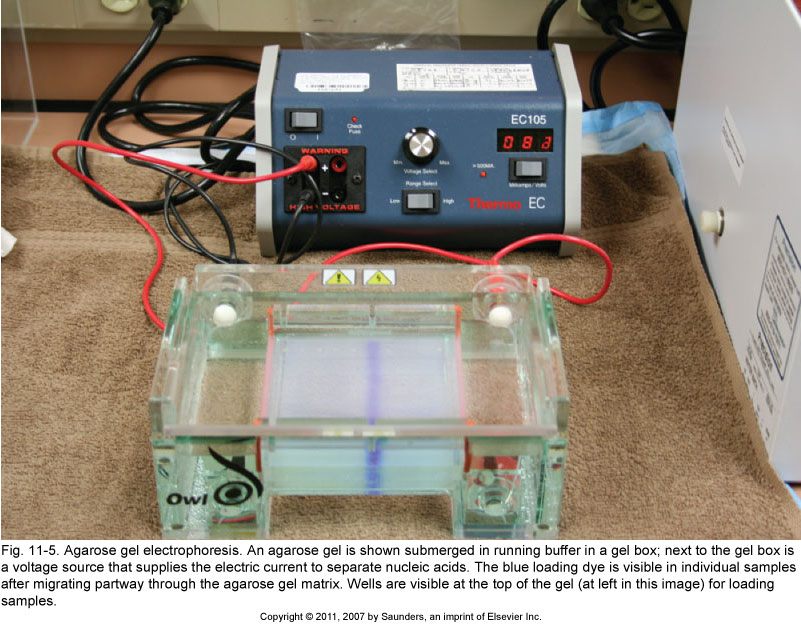 EC105
Check
Fuse
O I
WARNING
+
-
HIGH VOLTAGE
Min. Max.
Voltage Select
Range Select
Low High
>500MA
Milliamps / Volts
Thermo EC
Owl
Fig. 11-5. Agarose gel electrophoresis. An agarose gel is shown submerged in running buffer in a gel box; next to the gel box is
a voltage source that supplies the electric current to separate nucleic acids. The blue loading dye is visible in individual samples
after migrating partway through the agarose gel matrix. Wells are visible at the top of the gel (at left in this image) for loading
samples.
Copyright © 2011, 2007 by Saunders, an imprint of Elsevier Inc.